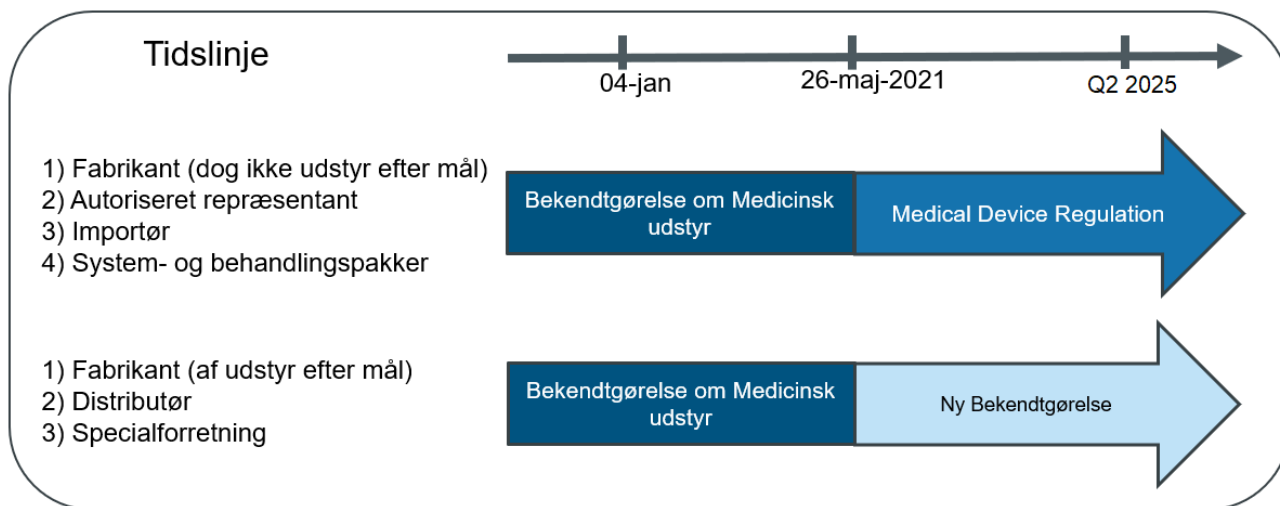 Tidslinje
04-jan
26-maj-2021
Q2 2025
1) Fabrikant (dog ikke udstyr efter mål)
2) Autoriseret repræsentant
3) Importør
4) System- og behandlingspakker
Bekendtgørelse om Medicinsk
udstyr
Medical Device Regulation
1) Fabrikant (af udstyr efter mål)
2) Distributør
3) Specialforretning
Bekendtgørelse om Medicinsk
udstyr
Ny Bekendtgørelse